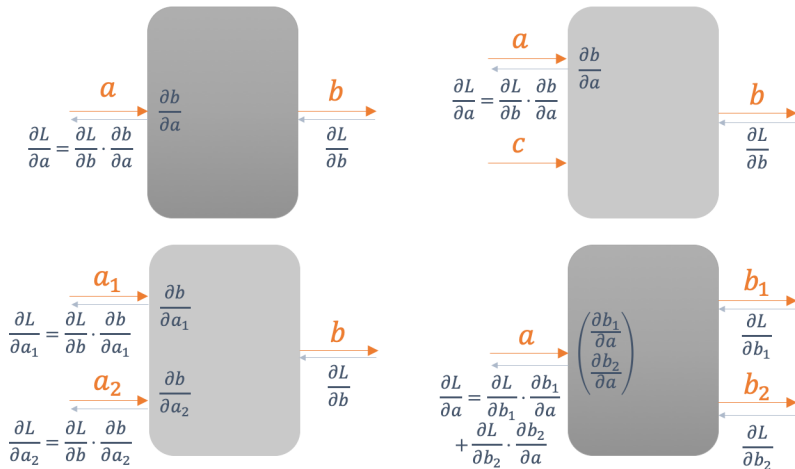 a
∂b/∂a
b
∂L/∂a = ∂L/∂b · ∂b/∂a
∂L/∂b
a
∂b/∂a
∂L/∂a = ∂L/∂b · ∂b/∂a
b
c
∂L/∂b
a₁
∂b/∂a₁
∂L/∂a₁ = ∂L/∂b · ∂b/∂a₁
b
∂L/∂b
a₂
∂b/∂a₂
∂L/∂a₂ = ∂L/∂b · ∂b/∂a₂
b₁
∂L/∂b₁
a
(∂b₁/∂a
∂b₂/∂a)
∂L/∂a = ∂L/∂b₁ · ∂b₁/∂a
+ ∂L/∂b₂ · ∂b₂/∂a
b₂
∂L/∂b₂